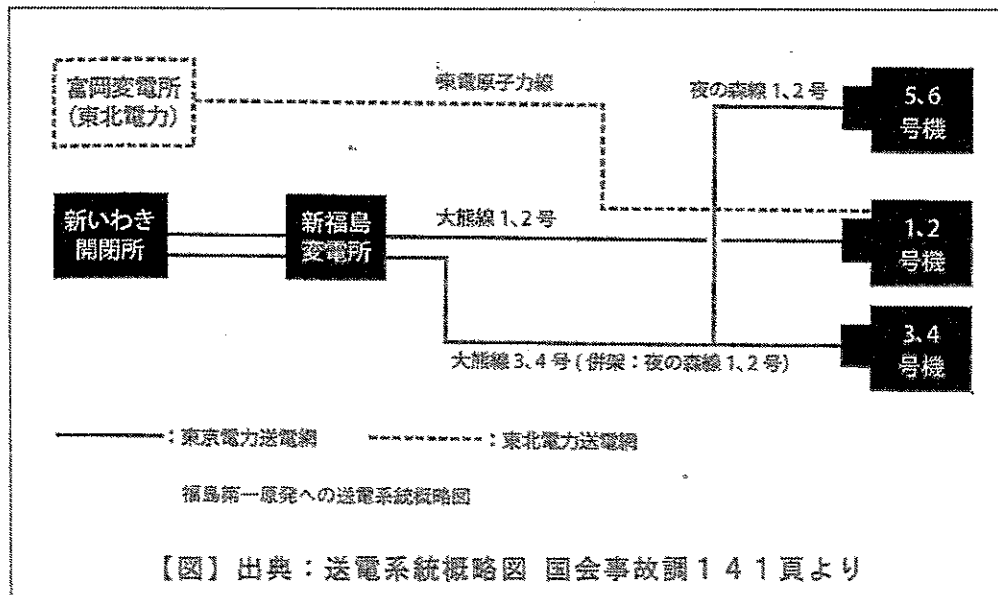 富岡変電所
(東北電力)
東電原子力線
夜の森線1、2号
5、6
号機
新いわき
開閉所
新福島
変電所
大熊線1、2号
1、2
号機
大熊線3、4号(併架：夜の森線1、2号)
3、4
号機
：東京電力送電網
：東北電力送電網
福島第一原発への送電系統概略図
【図】出典：送電系統概略図 国会事故調１４１頁より